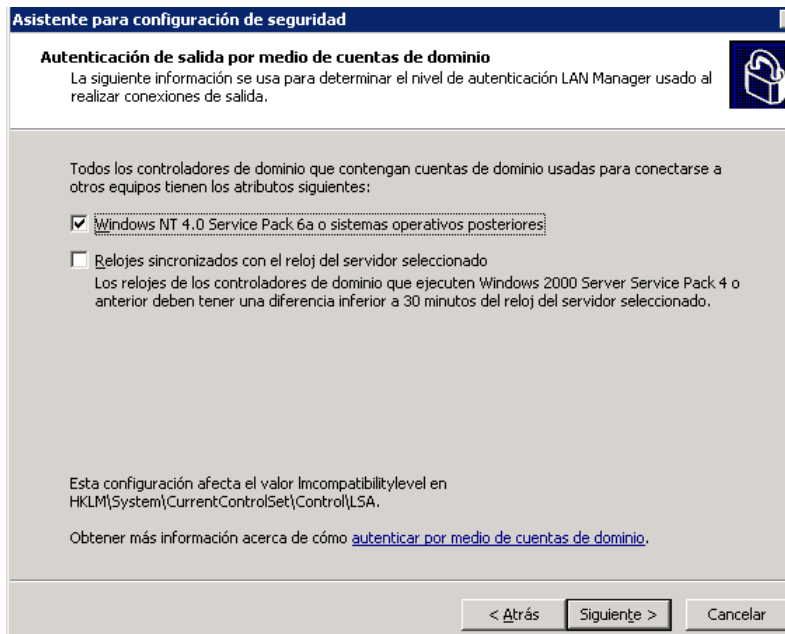 Asistente para configuración de seguridad
Autenticación de salida por medio de cuentas de dominio
La siguiente información se usa para determinar el nivel de autenticación LAN Manager usado al
realizar conexiones de salida.
Todos los controladores de dominio que contengan cuentas de dominio usadas para conectarse a
otros equipos tienen los atributos siguientes:
Windows NT 4.0 Service Pack 6a o sistemas operativos posteriores
Relojes sincronizados con el reloj del servidor seleccionado
Los relojes de los controladores de dominio que ejecuten Windows 2000 Server Service Pack 4 o
anterior deben tener una diferencia inferior a 30 minutos del reloj del servidor seleccionado.
Esta configuración afecta el valor lmcompatibilitylevel en
HKLM\System\CurrentControlSet\Control\LSA.
Obtener más información acerca de cómo autenticar por medio de cuentas de dominio.
< Atrás Siguiente > Cancelar